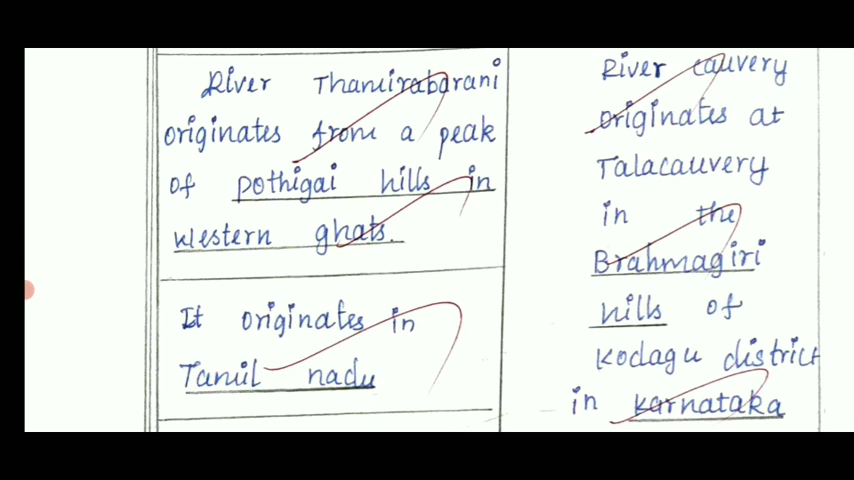 River Thamirabarani
originates from a peak
of pothigai hills in
Western ghats.
It originates in
Tamil nadu
River cauvery
originates at
Talacauvery
in the
Brahmagiri
hills of
Kodagu district
in karnataka